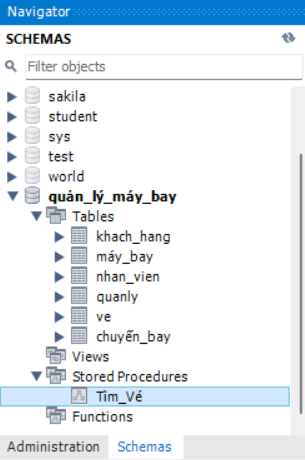 Navigator
SCHEMAS
Filter objects
sakila
student
sys
test
world
quản_lý_máy_bay
Tables
khach_hang
máy_bay
nhan_vien
quanly
ve
chuyến_bay
Views
Stored Procedures
Tìm_Vé
Functions
Administration Schemas